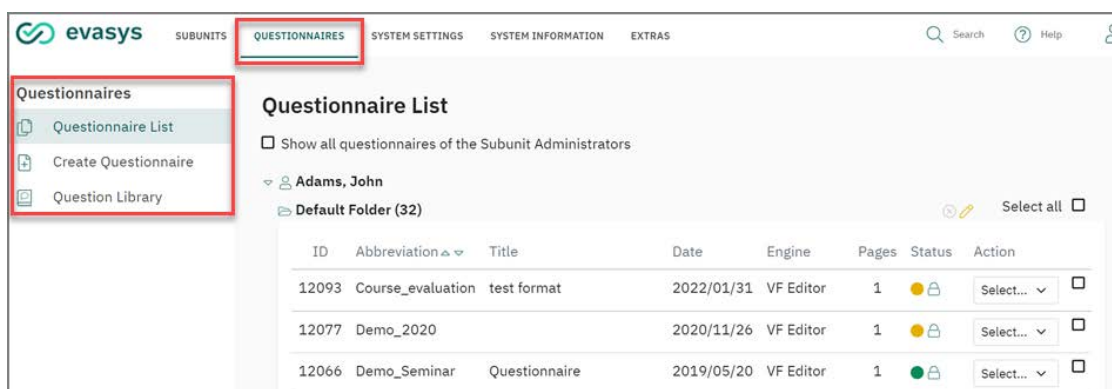 evasys SUBUNITS QUESTIONNAIRES SYSTEM SETTINGS SYSTEM INFORMATION EXTRAS Search Help
Questionnaires
Questionnaire List
Create Questionnaire
Question Library
Questionnaire List
Show all questionnaires of the Subunit Administrators
Adams, John
Default Folder (32) Select all
ID Abbreviation Title Date Engine Pages Status Action
12093 Course_evaluation test format 2022/01/31 VF Editor 1 Select...
12077 Demo_2020 2020/11/26 VF Editor 1 Select...
12066 Demo_Seminar Questionnaire 2019/05/20 VF Editor 1 Select...